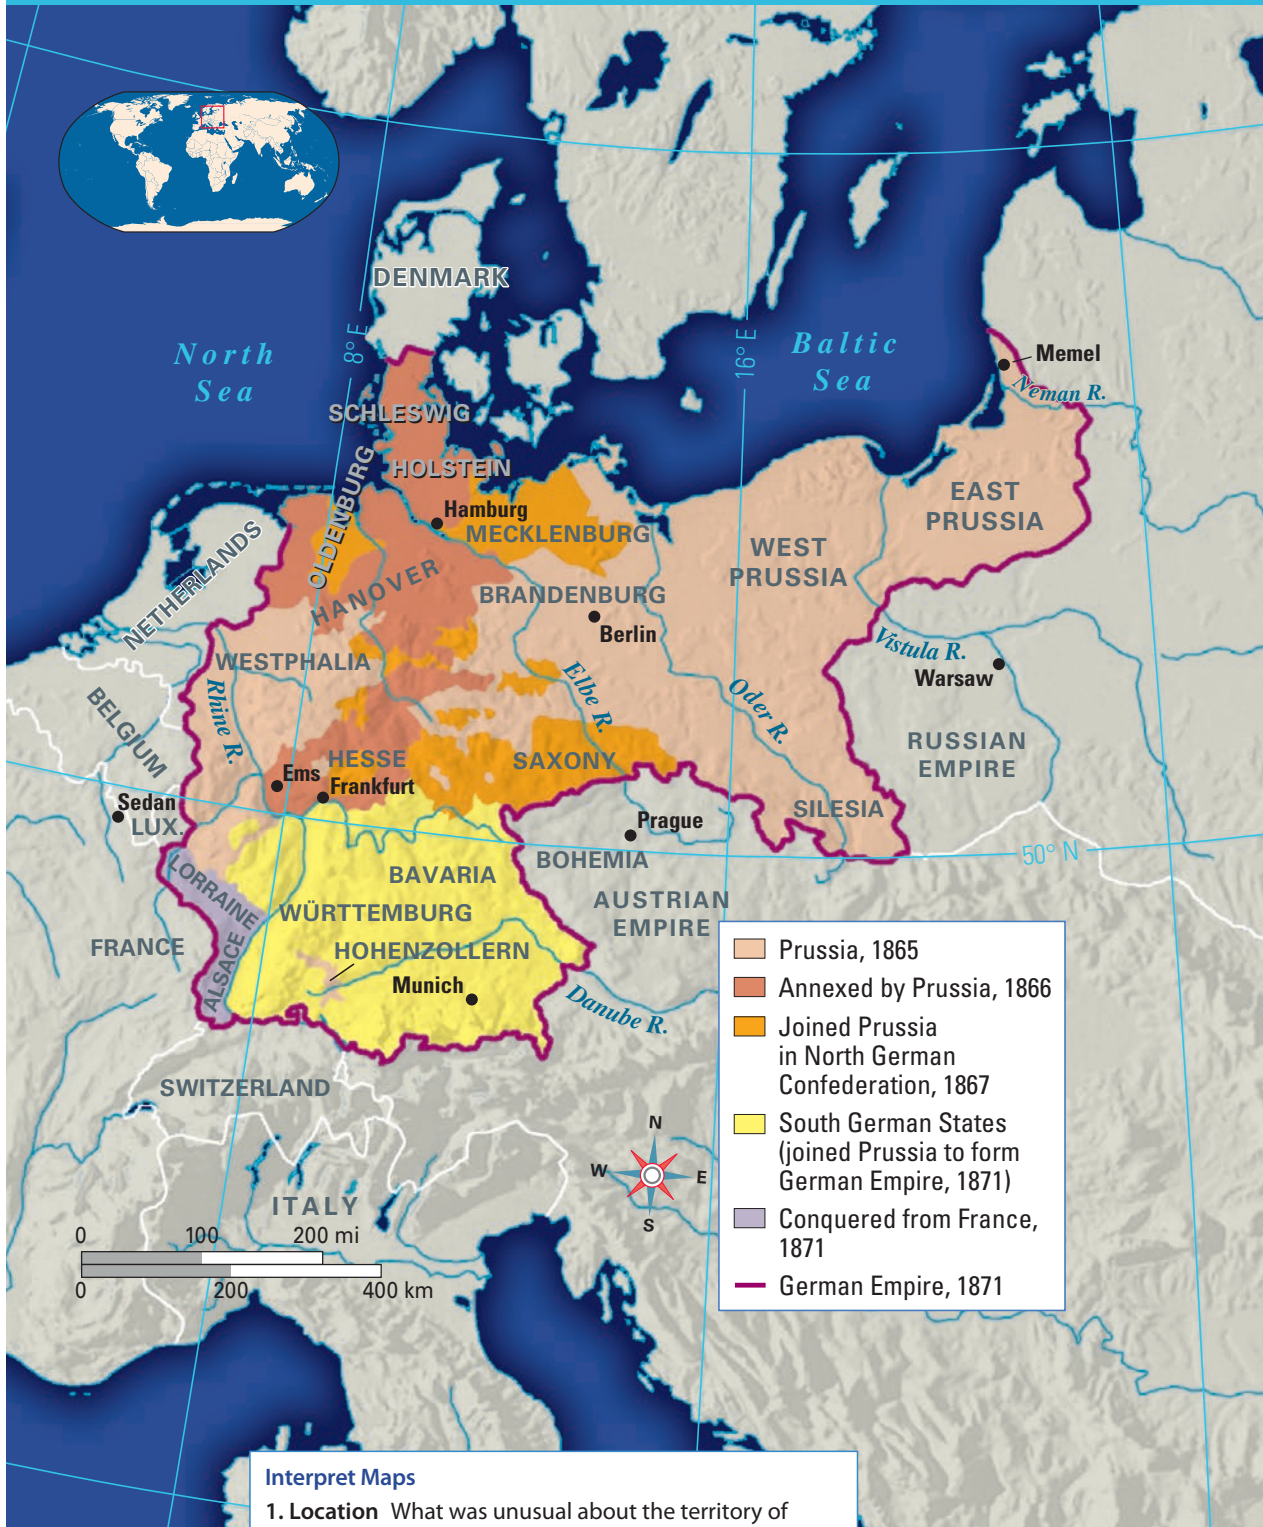 DENMARK
North
Sea
8° E
16° E
Baltic
Sea
Memel
Neman R.
SCHLESWIG
HOLSTEIN
OLDENBURG
Hamburg
MECKLENBURG
EAST
PRUSSIA
WEST
PRUSSIA
NETHERLANDS
HANOVER
BRANDENBURG
Berlin
WESTPHALIA
Vistula R.
Warsaw
Rhine R.
Elbe R.
Oder R.
BELGIUM
RUSSIAN
EMPIRE
HESSE
SAXONY
Ems
Frankfurt
Sedan
LUX.
SILESIA
Prague
BOHEMIA
50° N
LORRAINE
BAVARIA
AUSTRIAN
EMPIRE
WÜRTTEMBURG
FRANCE
ALSACE
HOHENZOLLERN
Munich
Danube R.
SWITZERLAND
ITALY
N
W
E
S
0
100
200 mi
0
200
400 km
Prussia, 1865
Annexed by Prussia, 1866
Joined Prussia
in North German
Confederation, 1867
South German States
(joined Prussia to form
German Empire, 1871)
Conquered from France,
1871
German Empire, 1871
Interpret Maps
1. Location What was unusual about the territory of